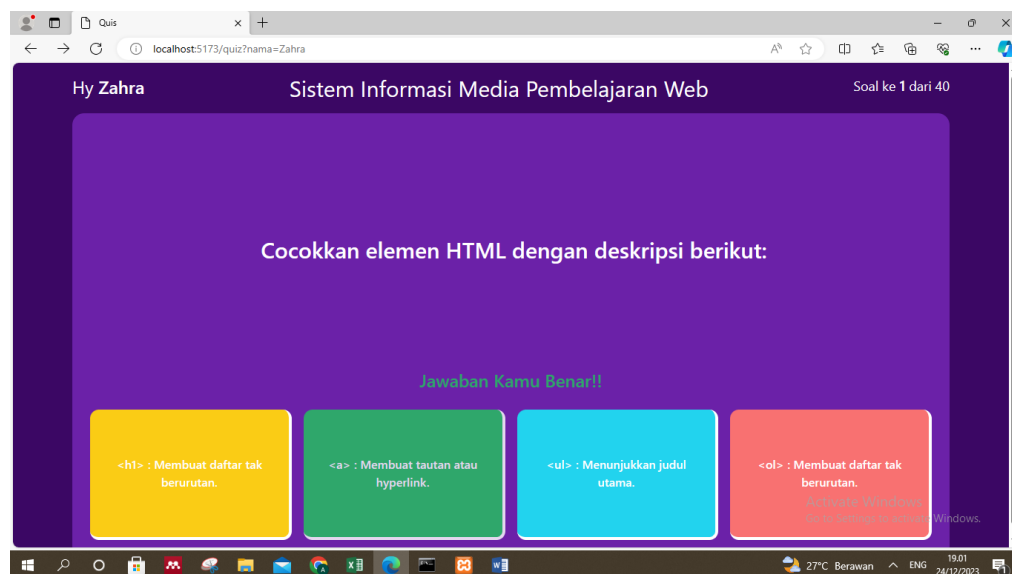 Quis
localhost:5173/quiz?nama=Zahra
Hy Zahra
Sistem Informasi Media Pembelajaran Web
Soal ke 1 dari 40
Cocokkan elemen HTML dengan deskripsi berikut:
Jawaban Kamu Benar!!
<h1> : Membuat daftar tak
berurutan.
<a> : Membuat tautan atau
hyperlink.
<ul> : Menunjukkan judul
utama.
<ol> : Membuat daftar tak
berurutan.
Activate Windows
Go to Settings to activate Windows.
27°C Berawan
ENG
19.01
24/12/2023